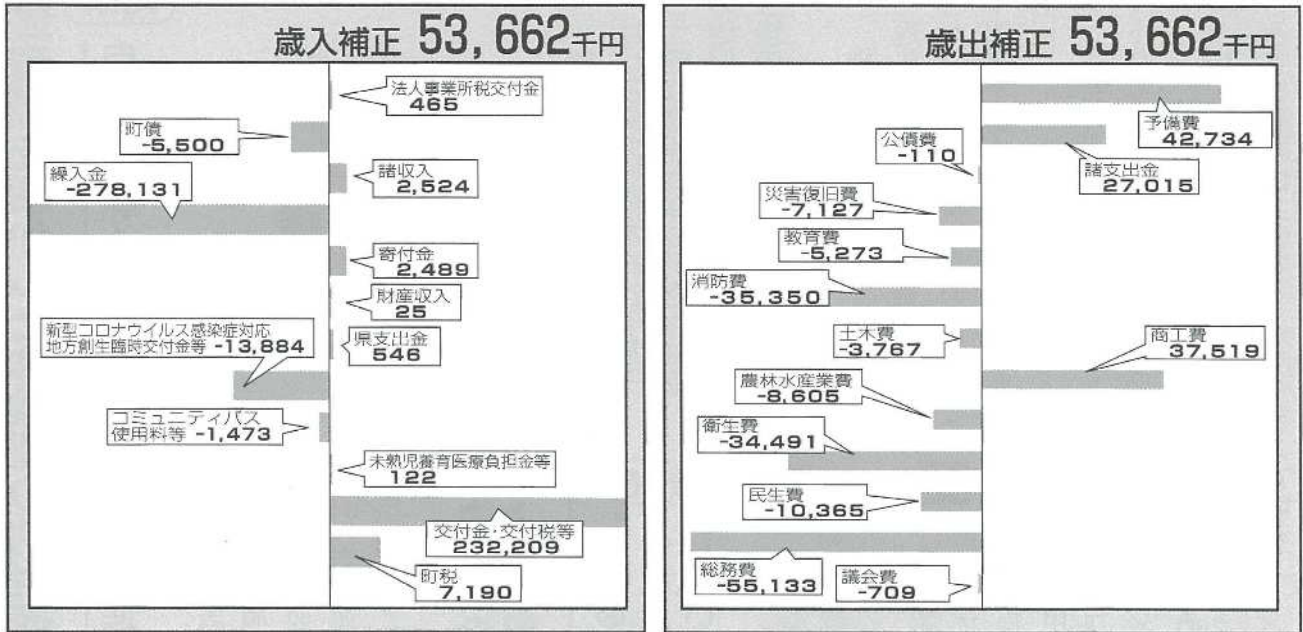 歳入補正 53,662千円
法人事業税交付金
465
町債
-5,500
諸収入
2,524
繰入金
-278,131
寄付金
2,489
財産収入
25
新型コロナウイルス感染症対応
地方創生臨時交付金等 -13,884
県支出金
546
コミュニティバス
使用料等 -1,473
未熟児養育医療負担金等
122
交付金・交付税等
232,209
町税
7,190
歳出補正 53,662千円
予備費
42,734
公債費
-110
諸支出金
27,015
災害復旧費
-7,127
教育費
-5,273
消防費
-35,350
土木費
-3,767
商工費
37,519
農林水産業費
-8,605
衛生費
-34,491
民生費
-10,365
総務費
-55,133
議会費
-709